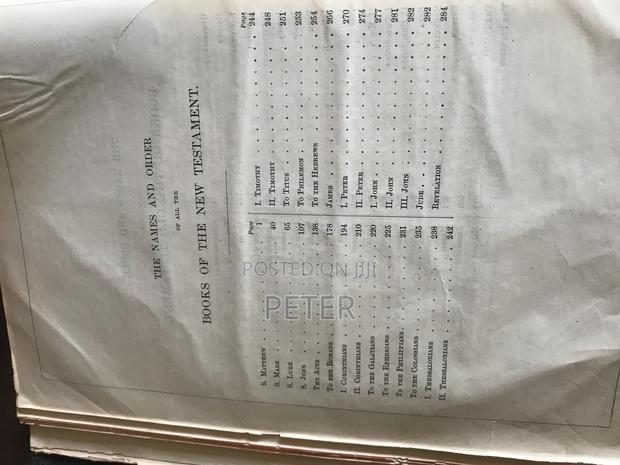 THE NAMES AND ORDER
OF ALL THE
BOOKS OF THE NEW TESTAMENT.
Page
S. MATTHEW . . . 1
S. MARK . . . 40
S. LUKE . . . 65
S. JOHN . . . 107
THE ACTS . . . 138
TO THE ROMANS . . . 178
I. CORINTHIANS . . . 194
II. CORINTHIANS . . . 210
TO THE GALATIANS . . . 220
TO THE EPHESIANS . . . 225
TO THE PHILIPPIANS . . . 231
TO THE COLOSSIANS . . . 235
I. THESSALONIANS . . . 238
II. THESSALONIANS . . . 242
Page
I. TIMOTHY . . . 244
II. TIMOTHY . . . 248
TO TITUS . . . 251
TO PHILEMON . . . 253
TO THE HEBREWS . . . 254
JAMES . . . 266
I. PETER . . . 270
II. PETER . . . 274
I. JOHN . . . 277
II. JOHN . . . 281
III. JOHN . . . 282
JUDE . . . 282
REVELATION . . . 284
POSTED ON JIJI
PETER